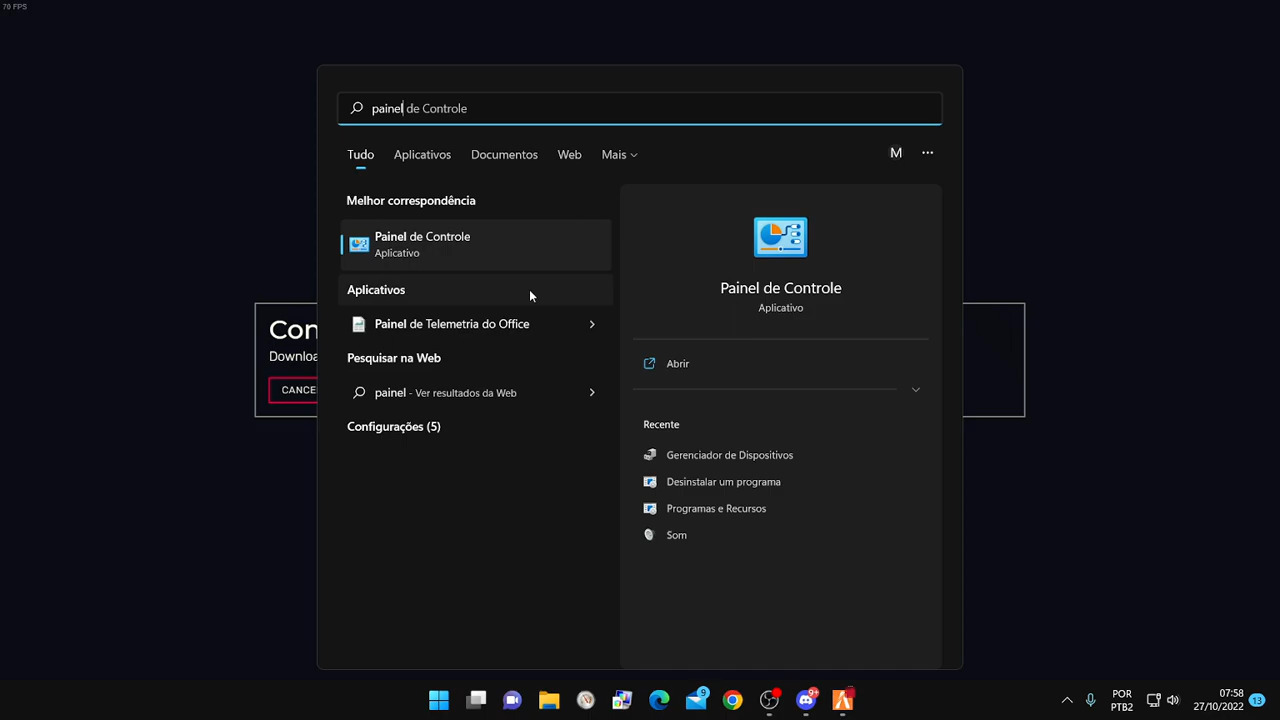 70 FPS
painel de Controle
Tudo Aplicativos Documentos Web Mais
M
Melhor correspondência
Painel de Controle
Aplicativo
Aplicativos
Painel de Telemetria do Office
Pesquisar na Web
painel - Ver resultados da Web
Configurações (5)
Painel de Controle
Aplicativo
Abrir
Recente
Gerenciador de Dispositivos
Desinstalar um programa
Programas e Recursos
Som
Con
Downloa
CANCE
9
9+
POR
PTB2
07:58
27/10/2022
13